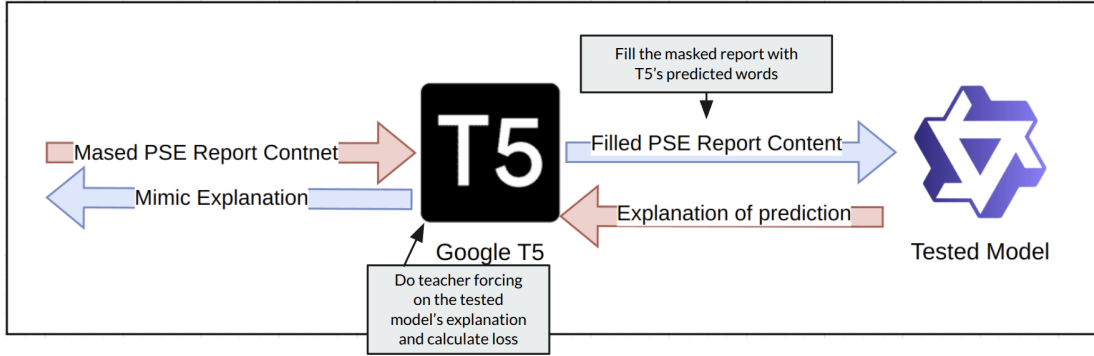 Fill the masked report with
T5's predicted words
T5
Mased PSE Report Contnet
Filled PSE Report Content
Mimic Explanation
Explanation of prediction
Google T5
Tested Model
Do teacher forcing
on the tested
model's explanation
and calculate loss